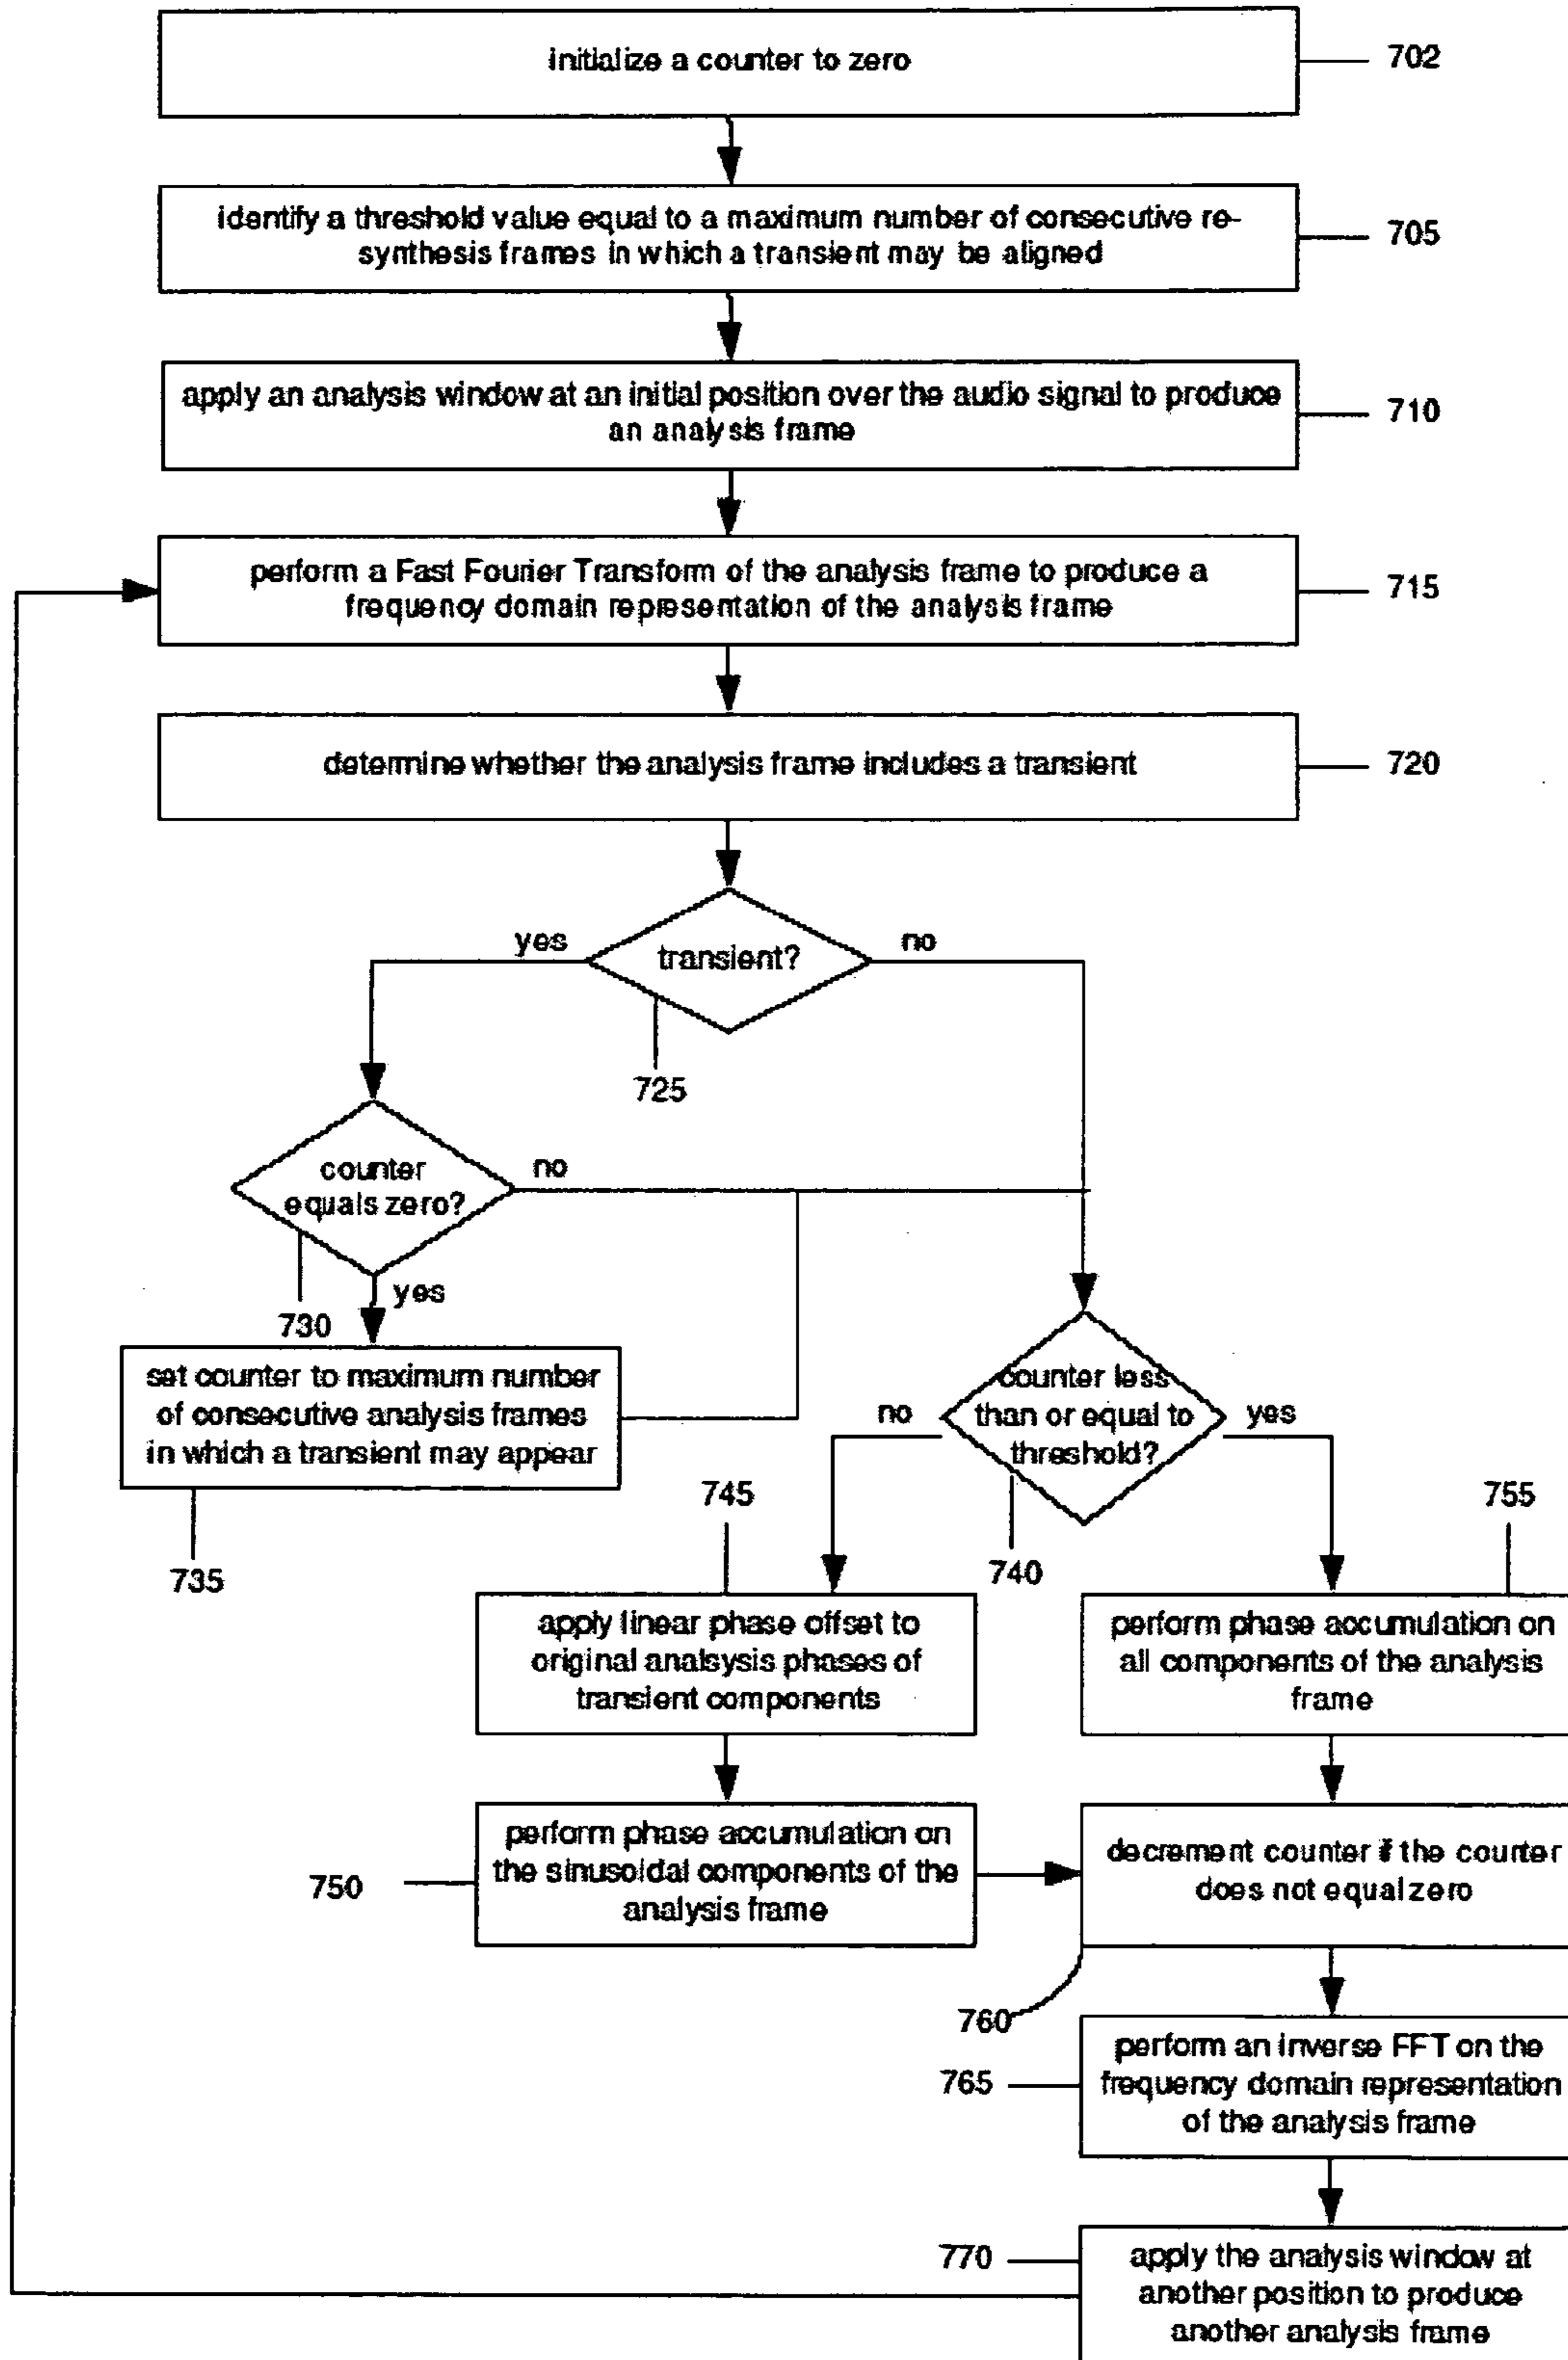 initialize a counter to zero
702
identify a threshold value equal to a maximum number of consecutive re-
synthesis frames in which a transient may be aligned
705
apply an analysis window at an initial position over the audio signal to produce
an analysis frame
710
perform a Fast Fourier Transform of the analysis frame to produce a
frequency domain representation of the analysis frame
715
determine whether the analysis frame includes a transient
720
yes
transient?
no
725
counter
equals zero?
no
730
yes
set counter to maximum number
of consecutive analysis frames
in which a transient may appear
735
no
counter less
than or equal to
threshold?
yes
740
745
755
apply linear phase offset to
original analsysis phases of
transient components
perform phase accumulation on
all components of the analysis
frame
750
perform phase accumulation on
the sinusoidal components of the
analysis frame
decrement counter if the counter
does not equal zero
760
765
perform an inverse FFT on the
frequency domain representation
of the analysis frame
770
apply the analysis window at
another position to produce
another analysis frame